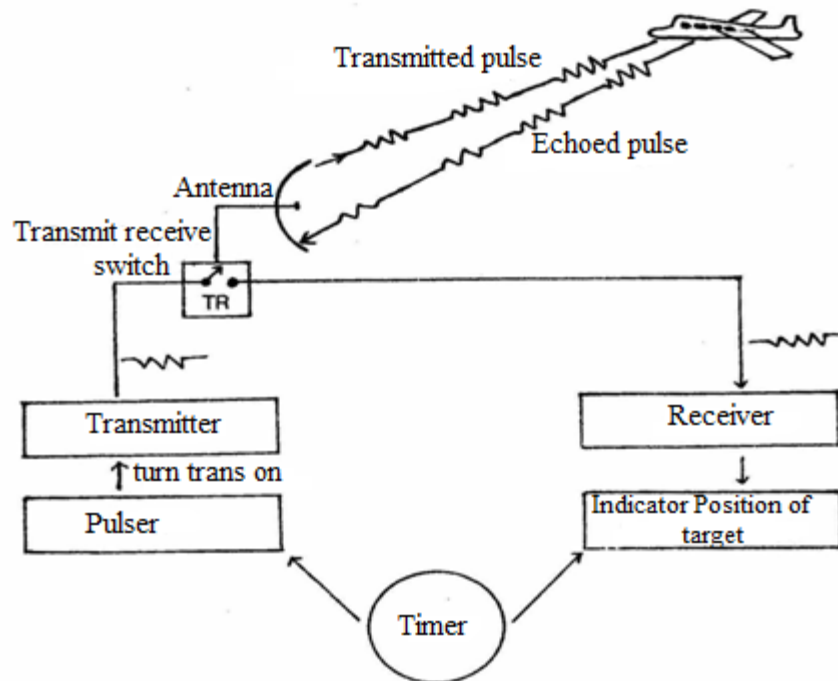 Transmitted pulse
Echoed pulse
Antenna
Transmit receive
switch
TR
Transmitter
Receiver
turn trans on
Pulser
Indicator Position of
target
Timer